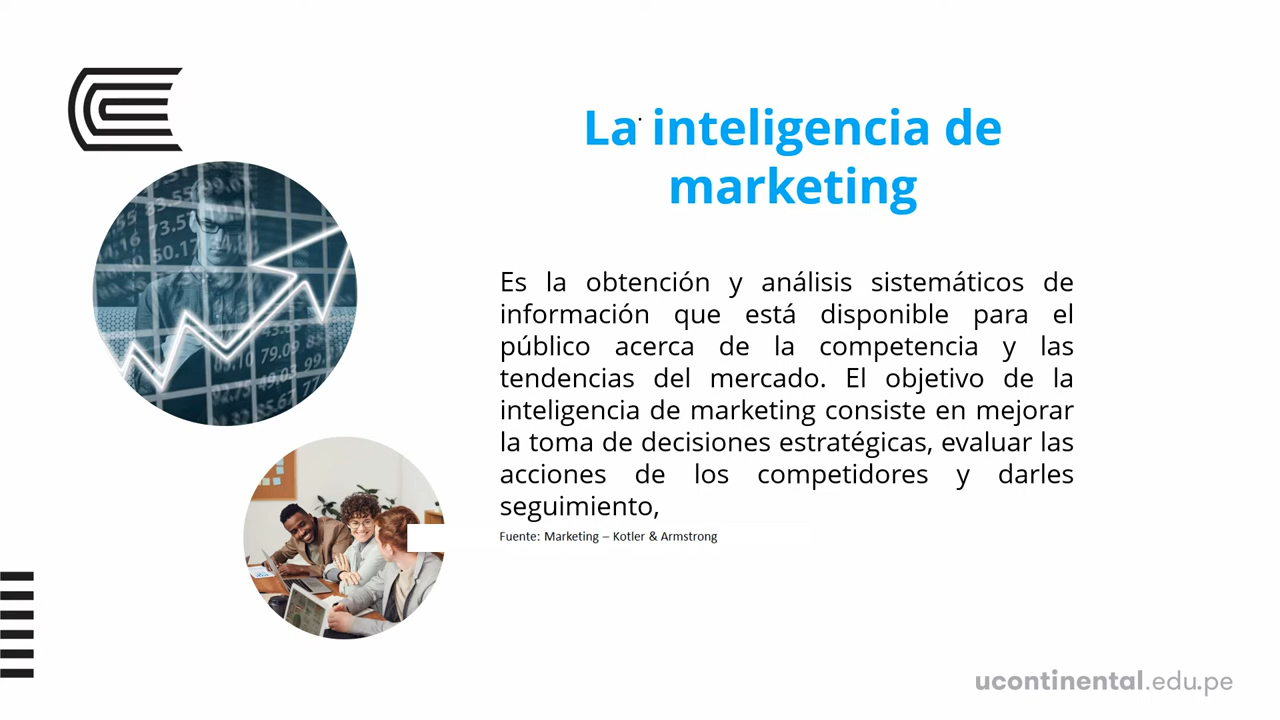 La inteligencia de
marketing
Es la obtención y análisis sistemáticos de
información que está disponible para el
público acerca de la competencia y las
tendencias del mercado. El objetivo de la
inteligencia de marketing consiste en mejorar
la toma de decisiones estratégicas, evaluar las
acciones de los competidores y darles
seguimiento,
Fuente: Marketing – Kotler & Armstrong
ucontinental.edu.pe